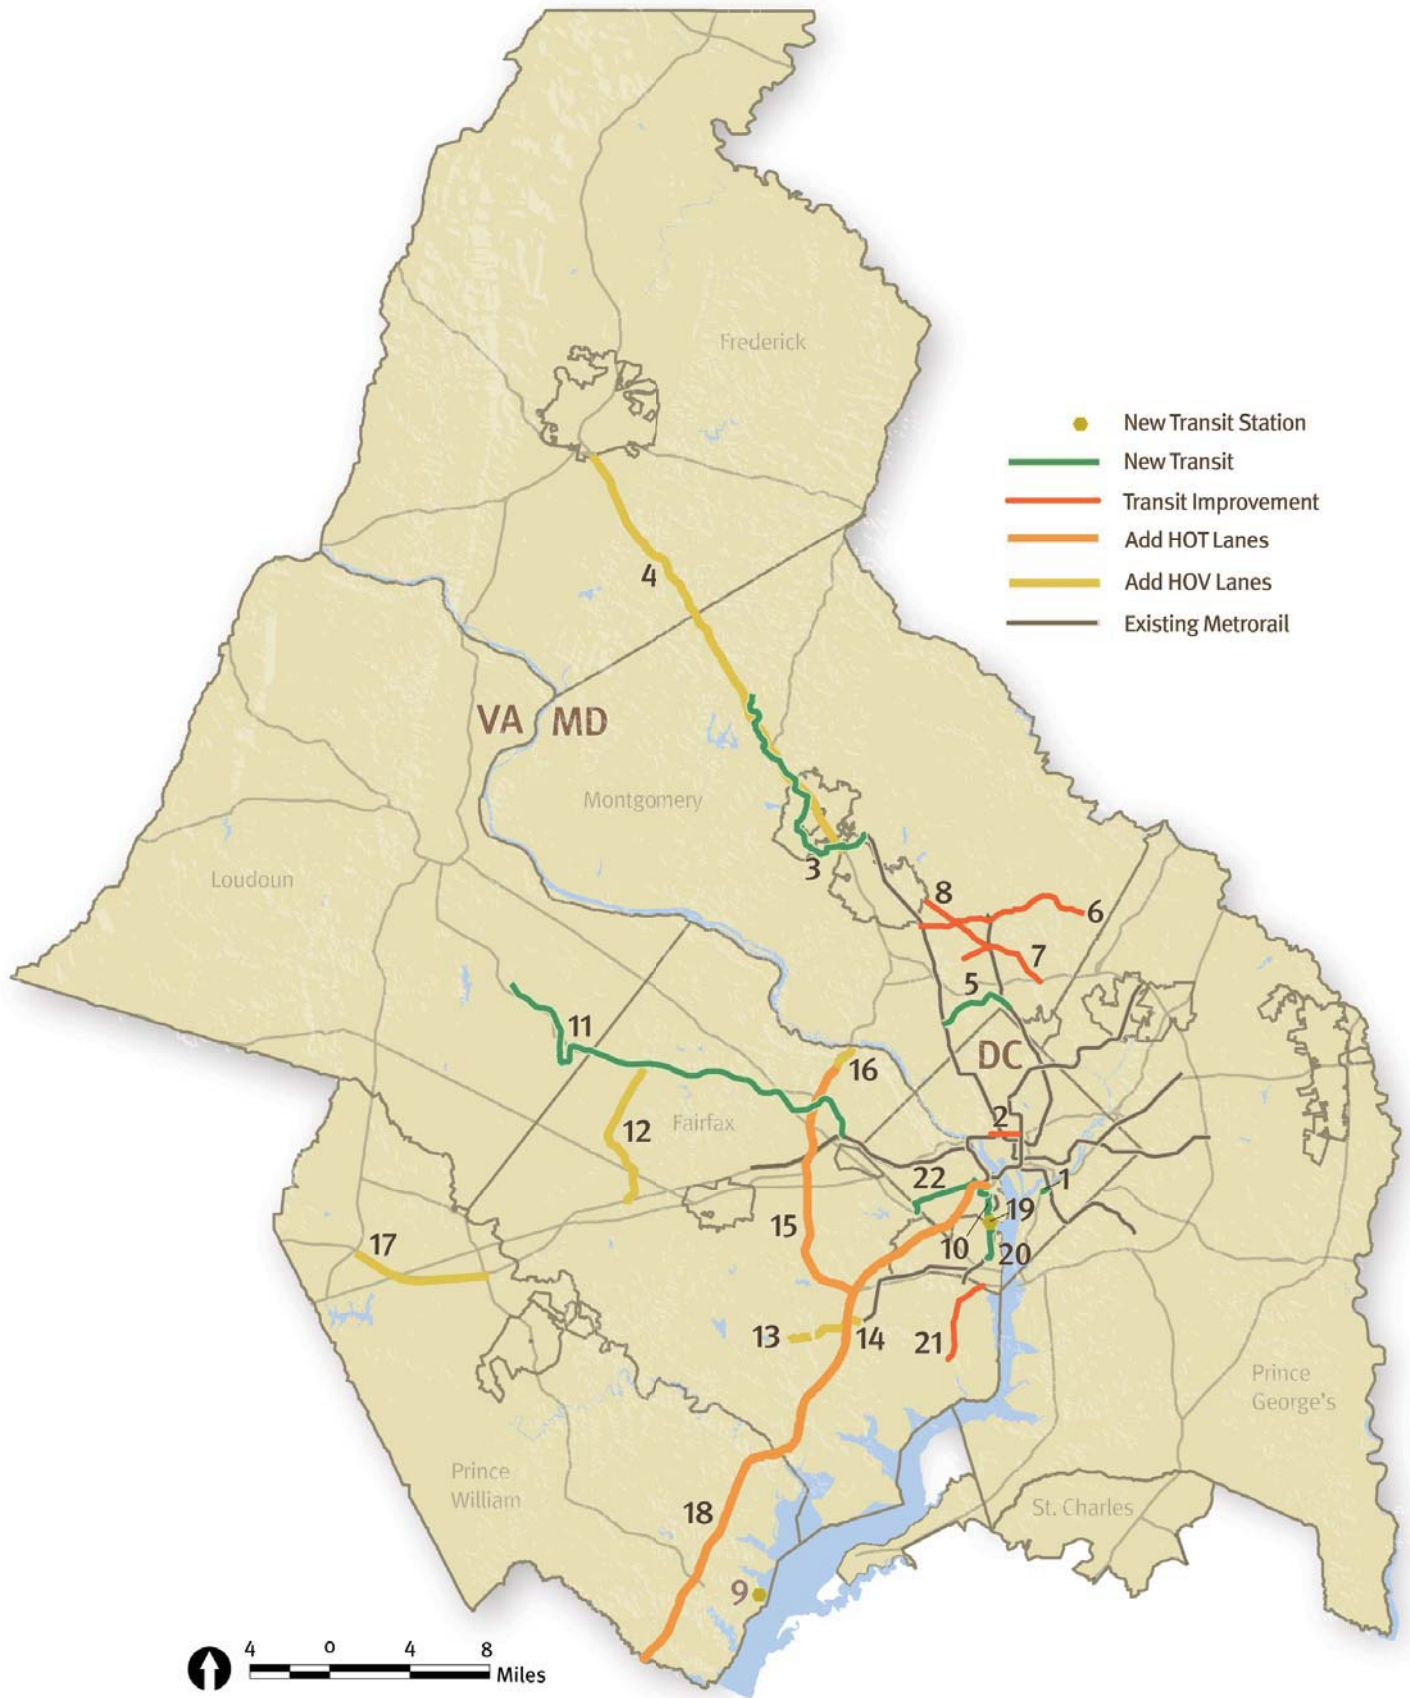 Frederick
New Transit Station
New Transit
Transit Improvement
Add HOT Lanes
Add HOV Lanes
Existing Metrorail
4
VA
MD
Montgomery
3
Loudoun
8
6
7
5
11
DC
16
2
12
Fairfax
22
1
19
15
10
20
17
13
14
21
Prince
George's
Prince
William
18
St. Charles
9
4 0 4 8
Miles